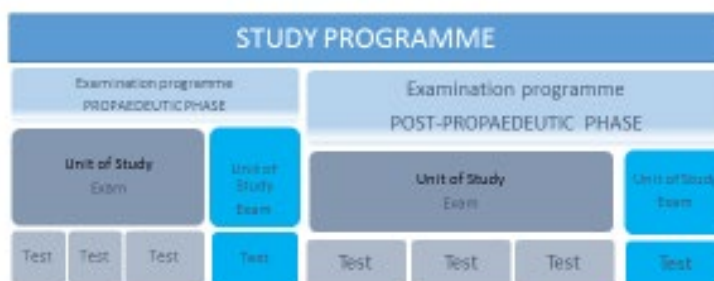 STUDY PROGRAMME
Examination programme
PROPAEDEUTIC PHASE
Examination programme
POST-PROPAEDEUTIC PHASE
Unit of Study
Exam
Unit of
Study
Exam
Unit of Study
Exam
Unit of Study
Exam
Test
Test
Test
Test
Test
Test
Test
Test